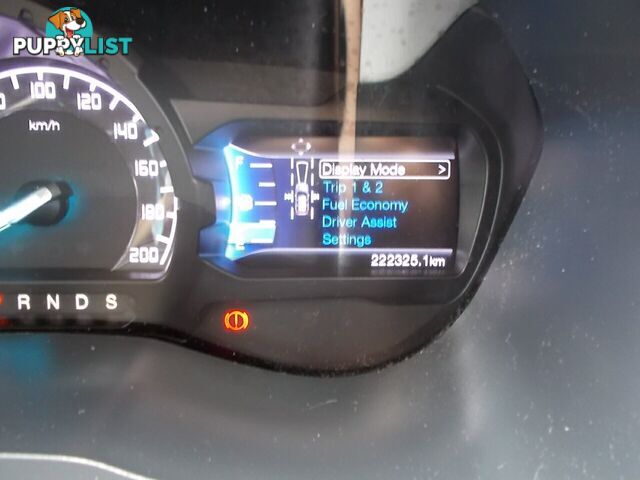 PUPPYLIST
100
120
140
160
180
200
km/h
F
E
Display Mode >
Trip 1 & 2
Fuel Economy
Driver Assist
Settings
222325.1km
R N D S